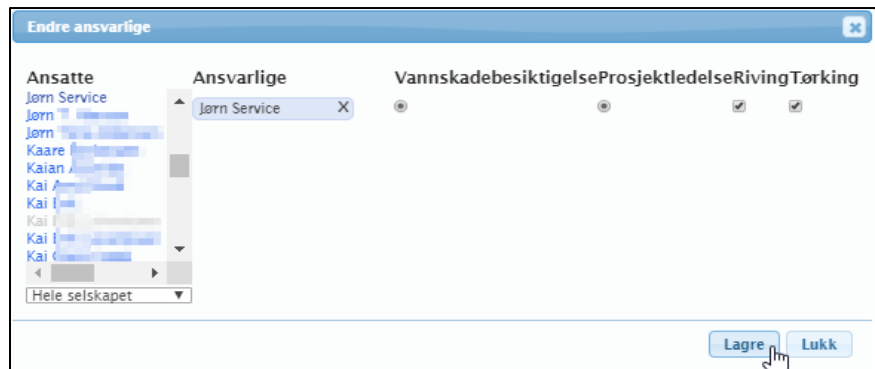 Endre ansvarlige
Ansatte Ansvarlige VannskadebesiktigelseProsjektledelseRivingTørking
Jørn Service
Jørn Service X
Jørn
Jørn
Kaare
Kaian
Kai
Kai
Kai
Kai
Kai
Hele selskapet
Lagre Lukk